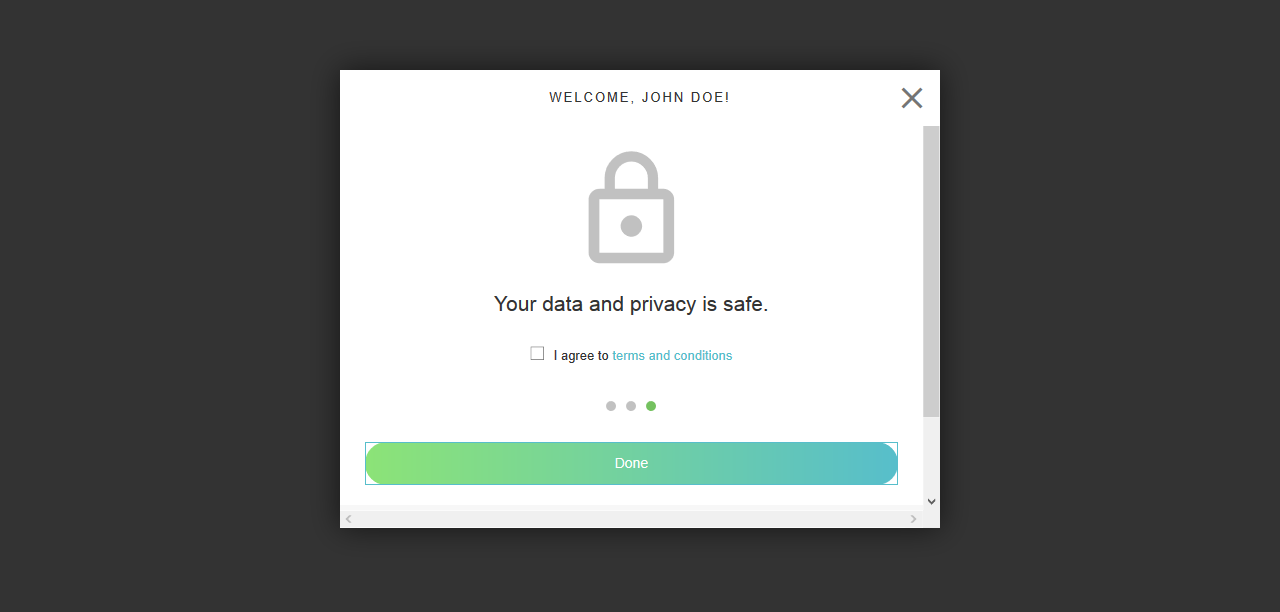 WELCOME, JOHN DOE!
Your data and privacy is safe.
I agree to terms and conditions
Done